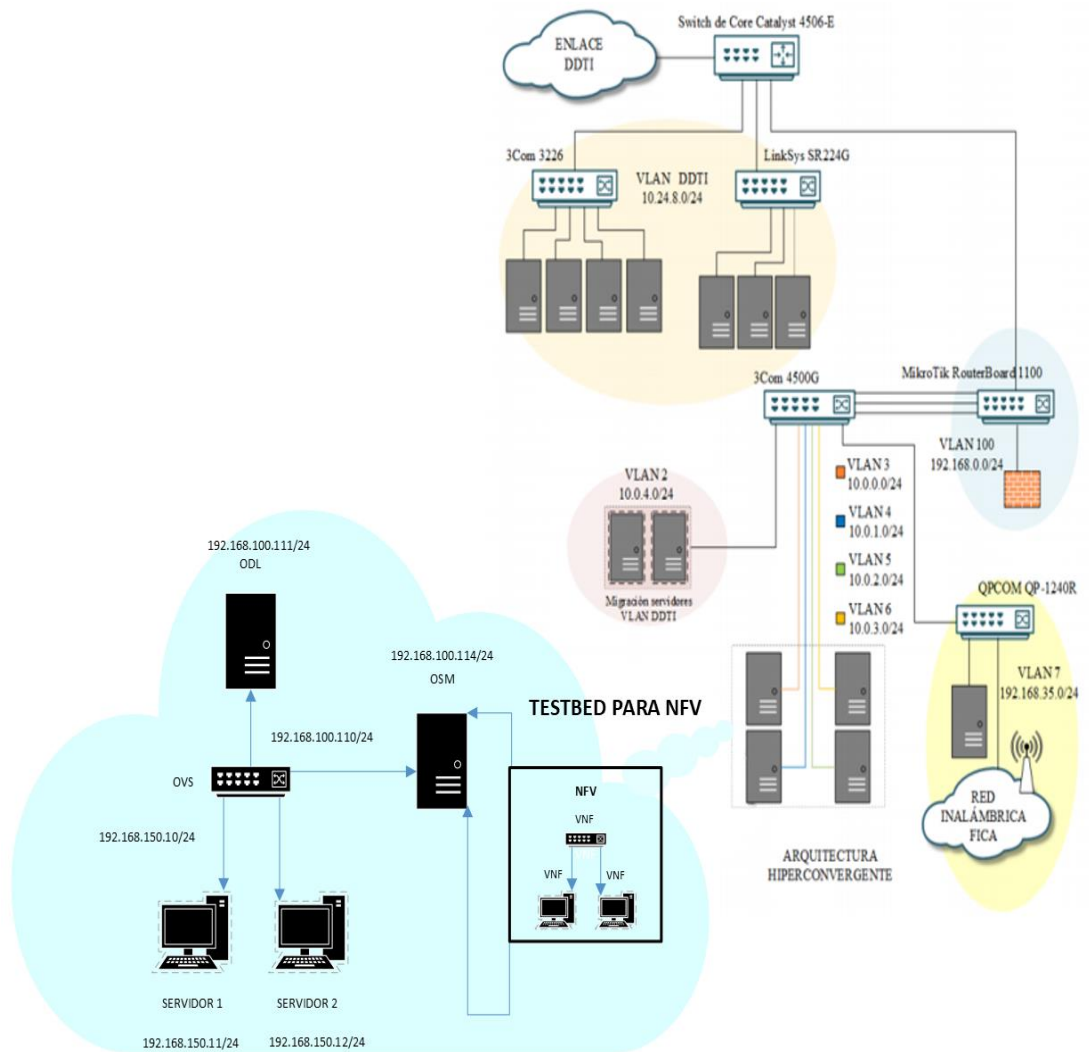 Switch de Core Catalyst 4506-E
ENLACE
DDTI
3Com 3226
LinkSys SR224G
VLAN DDTI
10.24.8.0/24
3Com 4500G
MikroTik RouterBoard 1100
VLAN 100
192.168.0.0/24
VLAN 2
10.0.4.0/24
VLAN 3
10.0.0.0/24
VLAN 4
10.0.1.0/24
VLAN 5
10.0.2.0/24
VLAN 6
10.0.3.0/24
Migración servidores
VLAN DDTI
QPCOM QP-1240R
VLAN 7
192.168.35.0/24
RED
INALÁMBRICA
FICA
ARQUITECTURA
HIPERCONVERGENTE
TESTBED PARA NFV
192.168.100.111/24
ODL
192.168.100.114/24
OSM
192.168.100.110/24
OVS
192.168.150.10/24
NFV
VNF
VNF
VNF
SERVIDOR 1
SERVIDOR 2
192.168.150.11/24
192.168.150.12/24